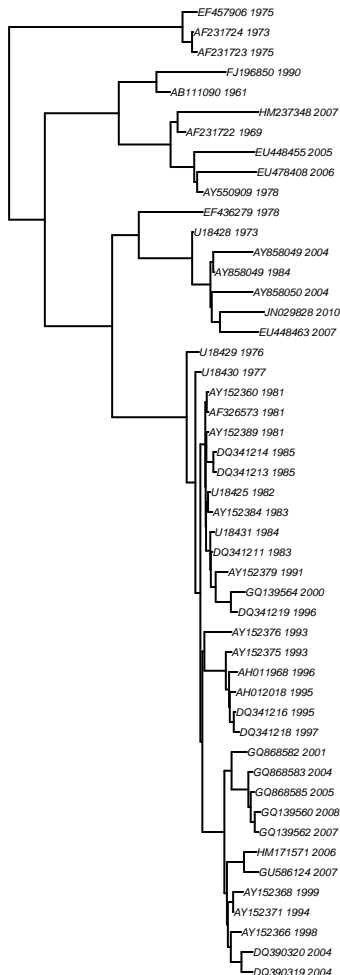 EF457906 1975
AF231724 1973
AF231723 1975
FJ196850 1990
AB111090 1961
HM237348 2007
AF231722 1969
EU448455 2005
EU478408 2006
AY550909 1978
EF436279 1978
U18428 1973
AY858049 2004
AY858049 1984
AY858050 2004
JN029828 2010
EU448463 2007
U18429 1976
U18430 1977
AY152360 1981
AF326573 1981
AY152389 1981
DQ341214 1985
DQ341213 1985
U18425 1982
AY152384 1983
U18431 1984
DQ341211 1983
AY152379 1991
GQ139564 2000
DQ341219 1996
AY152376 1993
AY152375 1993
AH011968 1996
AH012018 1995
DQ341216 1995
DQ341218 1997
GQ868582 2001
GQ868583 2004
GQ868585 2005
GQ139560 2008
GQ139562 2007
HM171571 2006
GU586124 2007
AY152368 1999
AY152371 1994
AY152366 1998
DQ390320 2004
DQ390319 2004